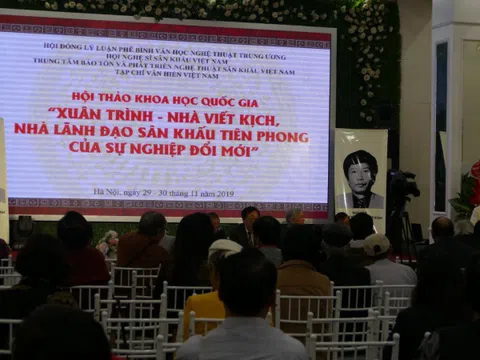 HỘI ĐỒNG LÝ LUẬN PHÊ BÌNH VĂN HỌC NGHỆ THUẬT TRUNG ƯƠNG
HỘI NGHỆ SĨ SÂN KHẤU VIỆT NAM
TRUNG TÂM BẢO TỒN VÀ PHÁT TRIỂN NGHỆ THUẬT SÂN KHẤU VIỆT NAM
TẠP CHÍ VĂN HIẾN VIỆT NAM
HỘI THẢO KHOA HỌC QUỐC GIA
“XUÂN TRÌNH - NHÀ VIẾT KỊCH,
NHÀ LÃNH ĐẠO SÂN KHẤU TIÊN PHONG
CỦA SỰ NGHIỆP ĐỔI MỚI”
Hà Nội, ngày 29 - 30 tháng 11 năm 2019